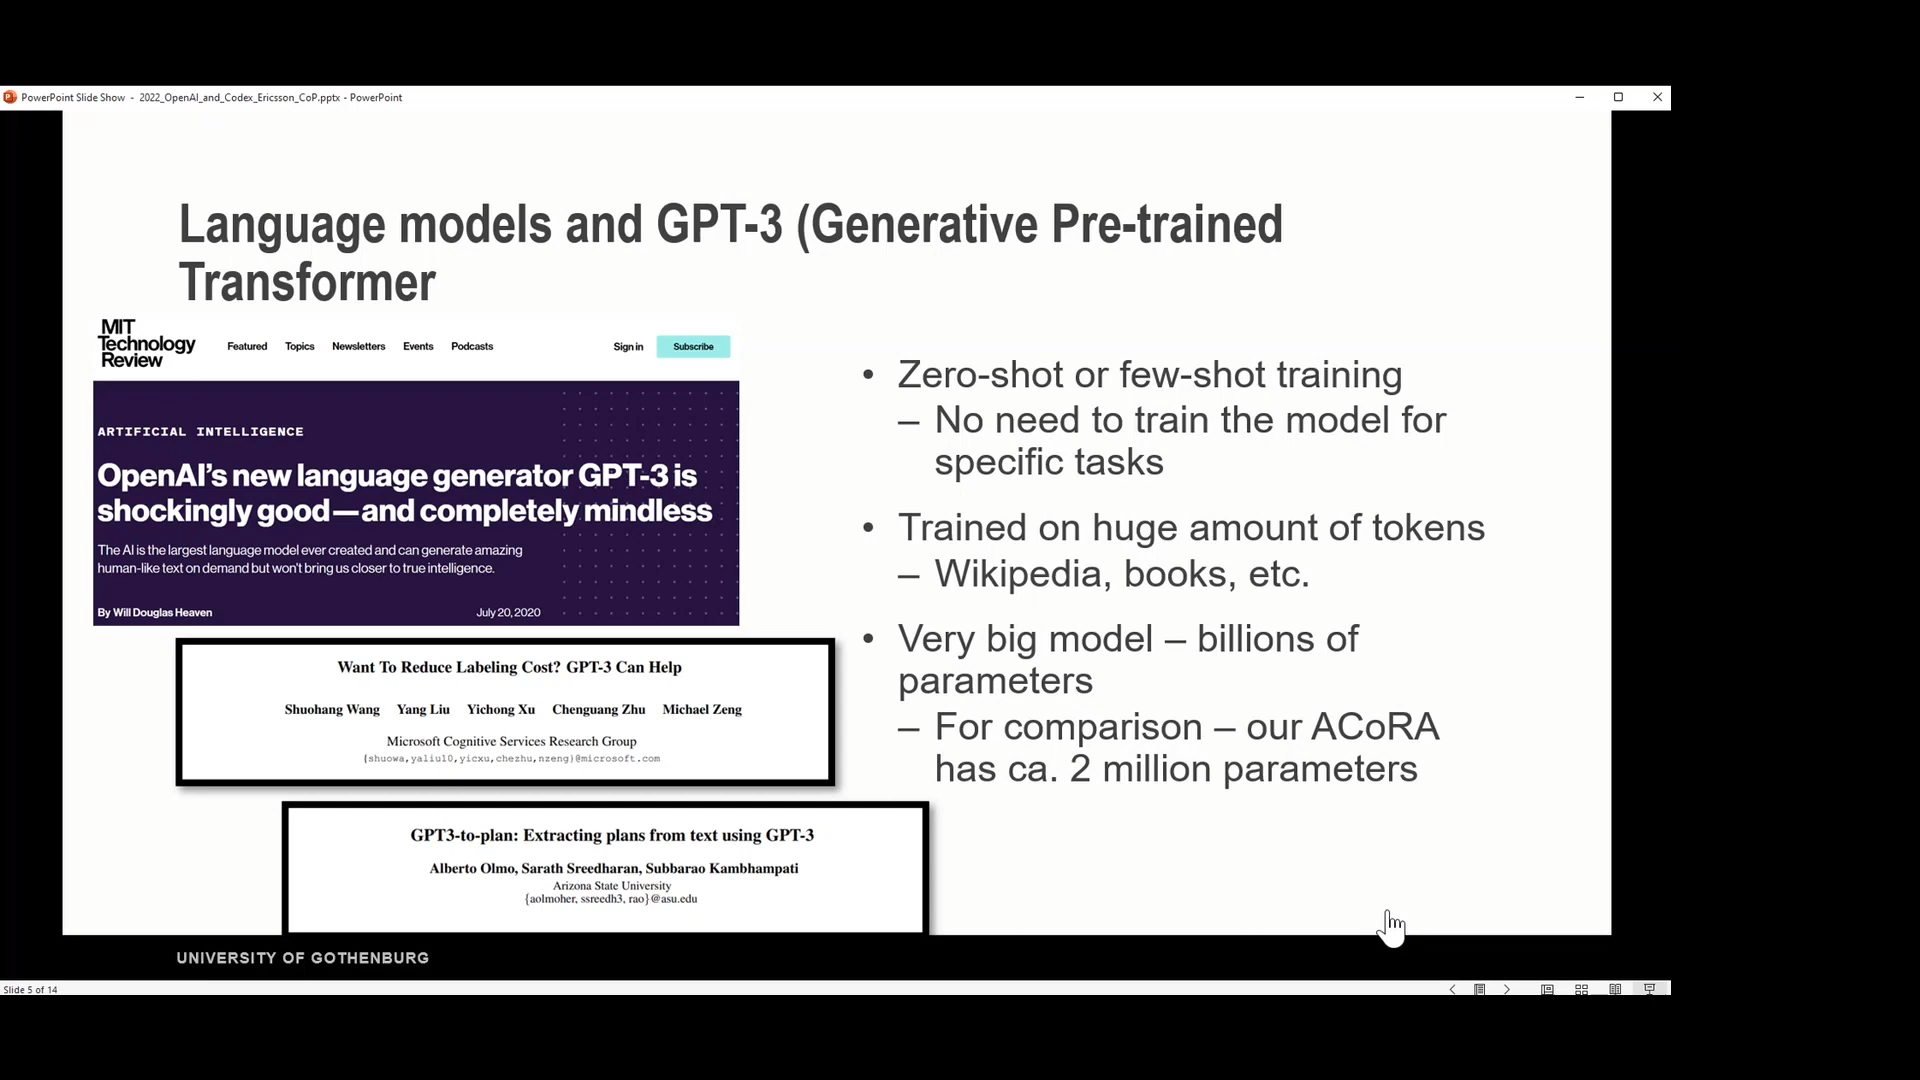 PowerPoint Slide Show - 2022_OpenAI_and_Codex_Ericsson_CoP.pptx - PowerPoint
Language models and GPT-3 (Generative Pre-trained
Transformer
MIT
Technology
Review
Featured Topics Newsletters Events Podcasts Sign in Subscribe
ARTIFICIAL INTELLIGENCE
OpenAI's new language generator GPT-3 is
shockingly good—and completely mindless
The AI is the largest language model ever created and can generate amazing
human-like text on demand but won't bring us closer to true intelligence.
By Will Douglas Heaven July 20, 2020
Want To Reduce Labeling Cost? GPT-3 Can Help
Shuohang Wang Yang Liu Yichong Xu Chenguang Zhu Michael Zeng
Microsoft Cognitive Services Research Group
{shuowa,yaliu10,yicxu,chezhu,nzeng}@microsoft.com
GPT3-to-plan: Extracting plans from text using GPT-3
Alberto Olmo, Sarath Sreedharan, Subbarao Kambhampati
Arizona State University
{aolmoher, ssreedh3, rao}@asu.edu
• Zero-shot or few-shot training
– No need to train the model for
specific tasks
• Trained on huge amount of tokens
– Wikipedia, books, etc.
• Very big model – billions of
parameters
– For comparison – our ACoRA
has ca. 2 million parameters
UNIVERSITY OF GOTHENBURG
Slide 5 of 14